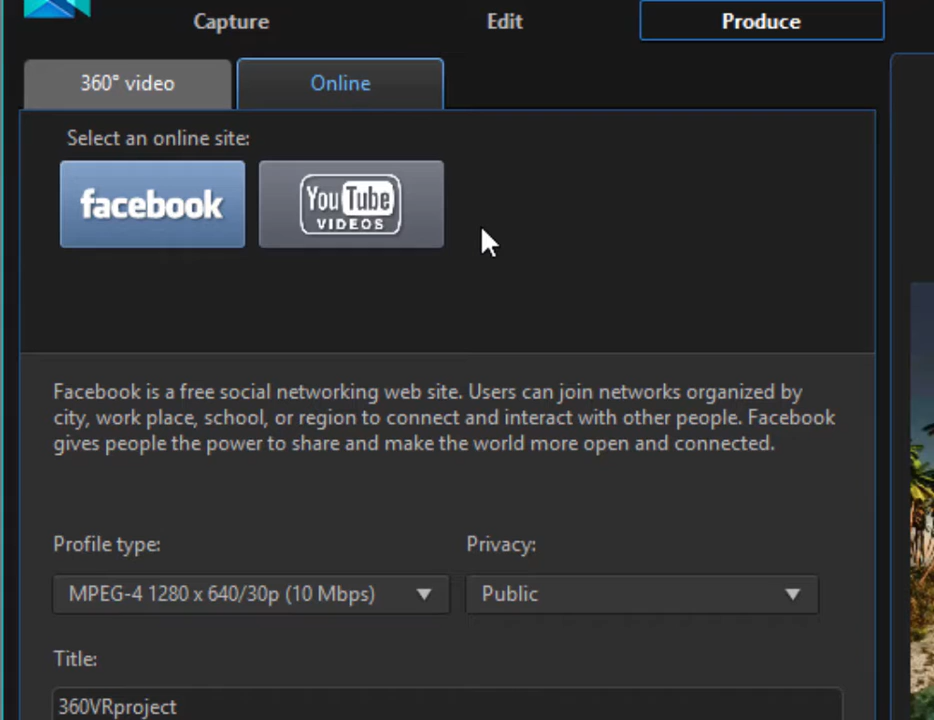 Capture Edit Produce
360° video Online
Select an online site:
facebook YouTube
VIDEOS
Facebook is a free social networking web site. Users can join networks organized by
city, work place, school, or region to connect and interact with other people. Facebook
gives people the power to share and make the world more open and connected.
Profile type: Privacy:
MPEG-4 1280 x 640/30p (10 Mbps) Public
Title:
360VRproject